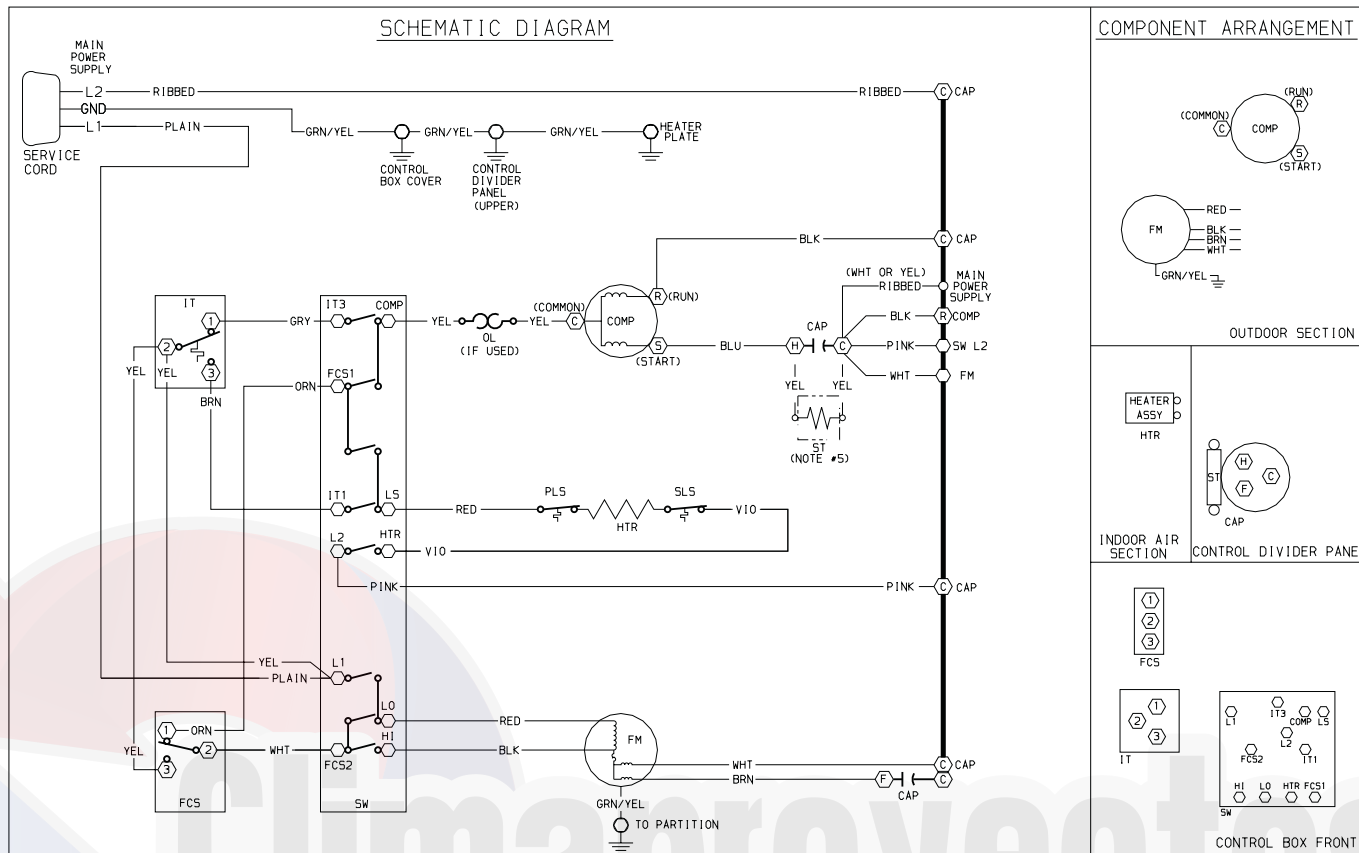 SCHEMATIC DIAGRAM
MAIN
POWER
SUPPLY
L2
RIBBED
RIBBED
C
CAP
GND
L1
PLAIN
SERVICE
CORD
GRN/YEL
GRN/YEL
GRN/YEL
HEATER
PLATE
CONTROL
BOX COVER
CONTROL
DIVIDER
PANEL
(UPPER)
BLK
C
CAP
(WHT OR YEL)
RIBBED
MAIN
POWER
SUPPLY
IT
1
2
3
GRY
IT3
COMP
YEL
OL
(IF USED)
YEL
(COMMON)
C
COMP
R
(RUN)
S
(START)
BLU
H
CAP
C
BLK
R
COMP
PINK
SW L2
WHT
FM
YEL
YEL
YEL
YEL
ST
(NOTE #5)
ORN
FCS1
BRN
IT1
LS
RED
PLS
HTR
SLS
VIO
L2
HTR
VIO
PINK
PINK
C
CAP
YEL
L1
PLAIN
LO
RED
HI
BLK
FM
FCS
1
2
3
ORN
YEL
WHT
FCS2
SW
WHT
C
CAP
BRN
F
CAP
C
GRN/YEL
TO PARTITION
COMPONENT ARRANGEMENT
(RUN)
R
(COMMON)
C
COMP
S
(START)
FM
RED
BLK
BRN
WHT
GRN/YEL
OUTDOOR SECTION
HEATER
ASSY
HTR
INDOOR AIR
SECTION
ST
H
F
C
CAP
CONTROL DIVIDER PANE
1
2
3
FCS
1
2
3
IT
L1
IT3
COMP
LS
L2
FCS2
IT1
HI
LO
HTR
FCS1
SW
CONTROL BOX FRONT
Climaproyectos